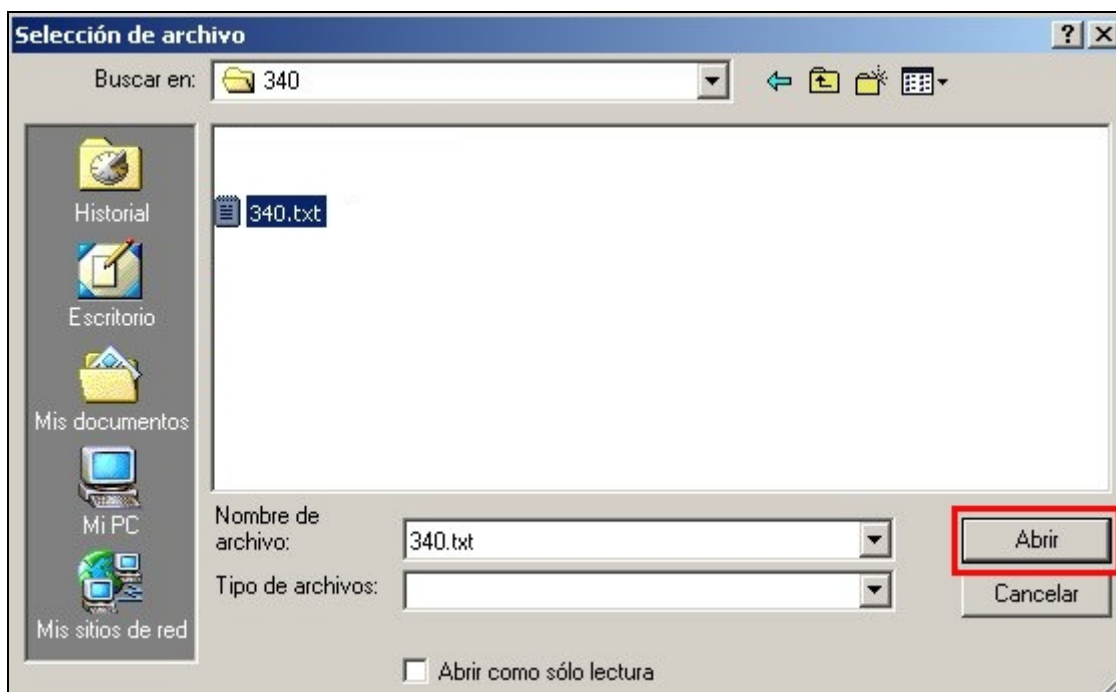 Selección de archivo
Buscar en:
340
Historial
340.txt
Escritorio
Mis documentos
Mi PC
Mis sitios de red
Nombre de
archivo:
340.txt
Abrir
Tipo de archivos:
Cancelar
Abrir como sólo lectura